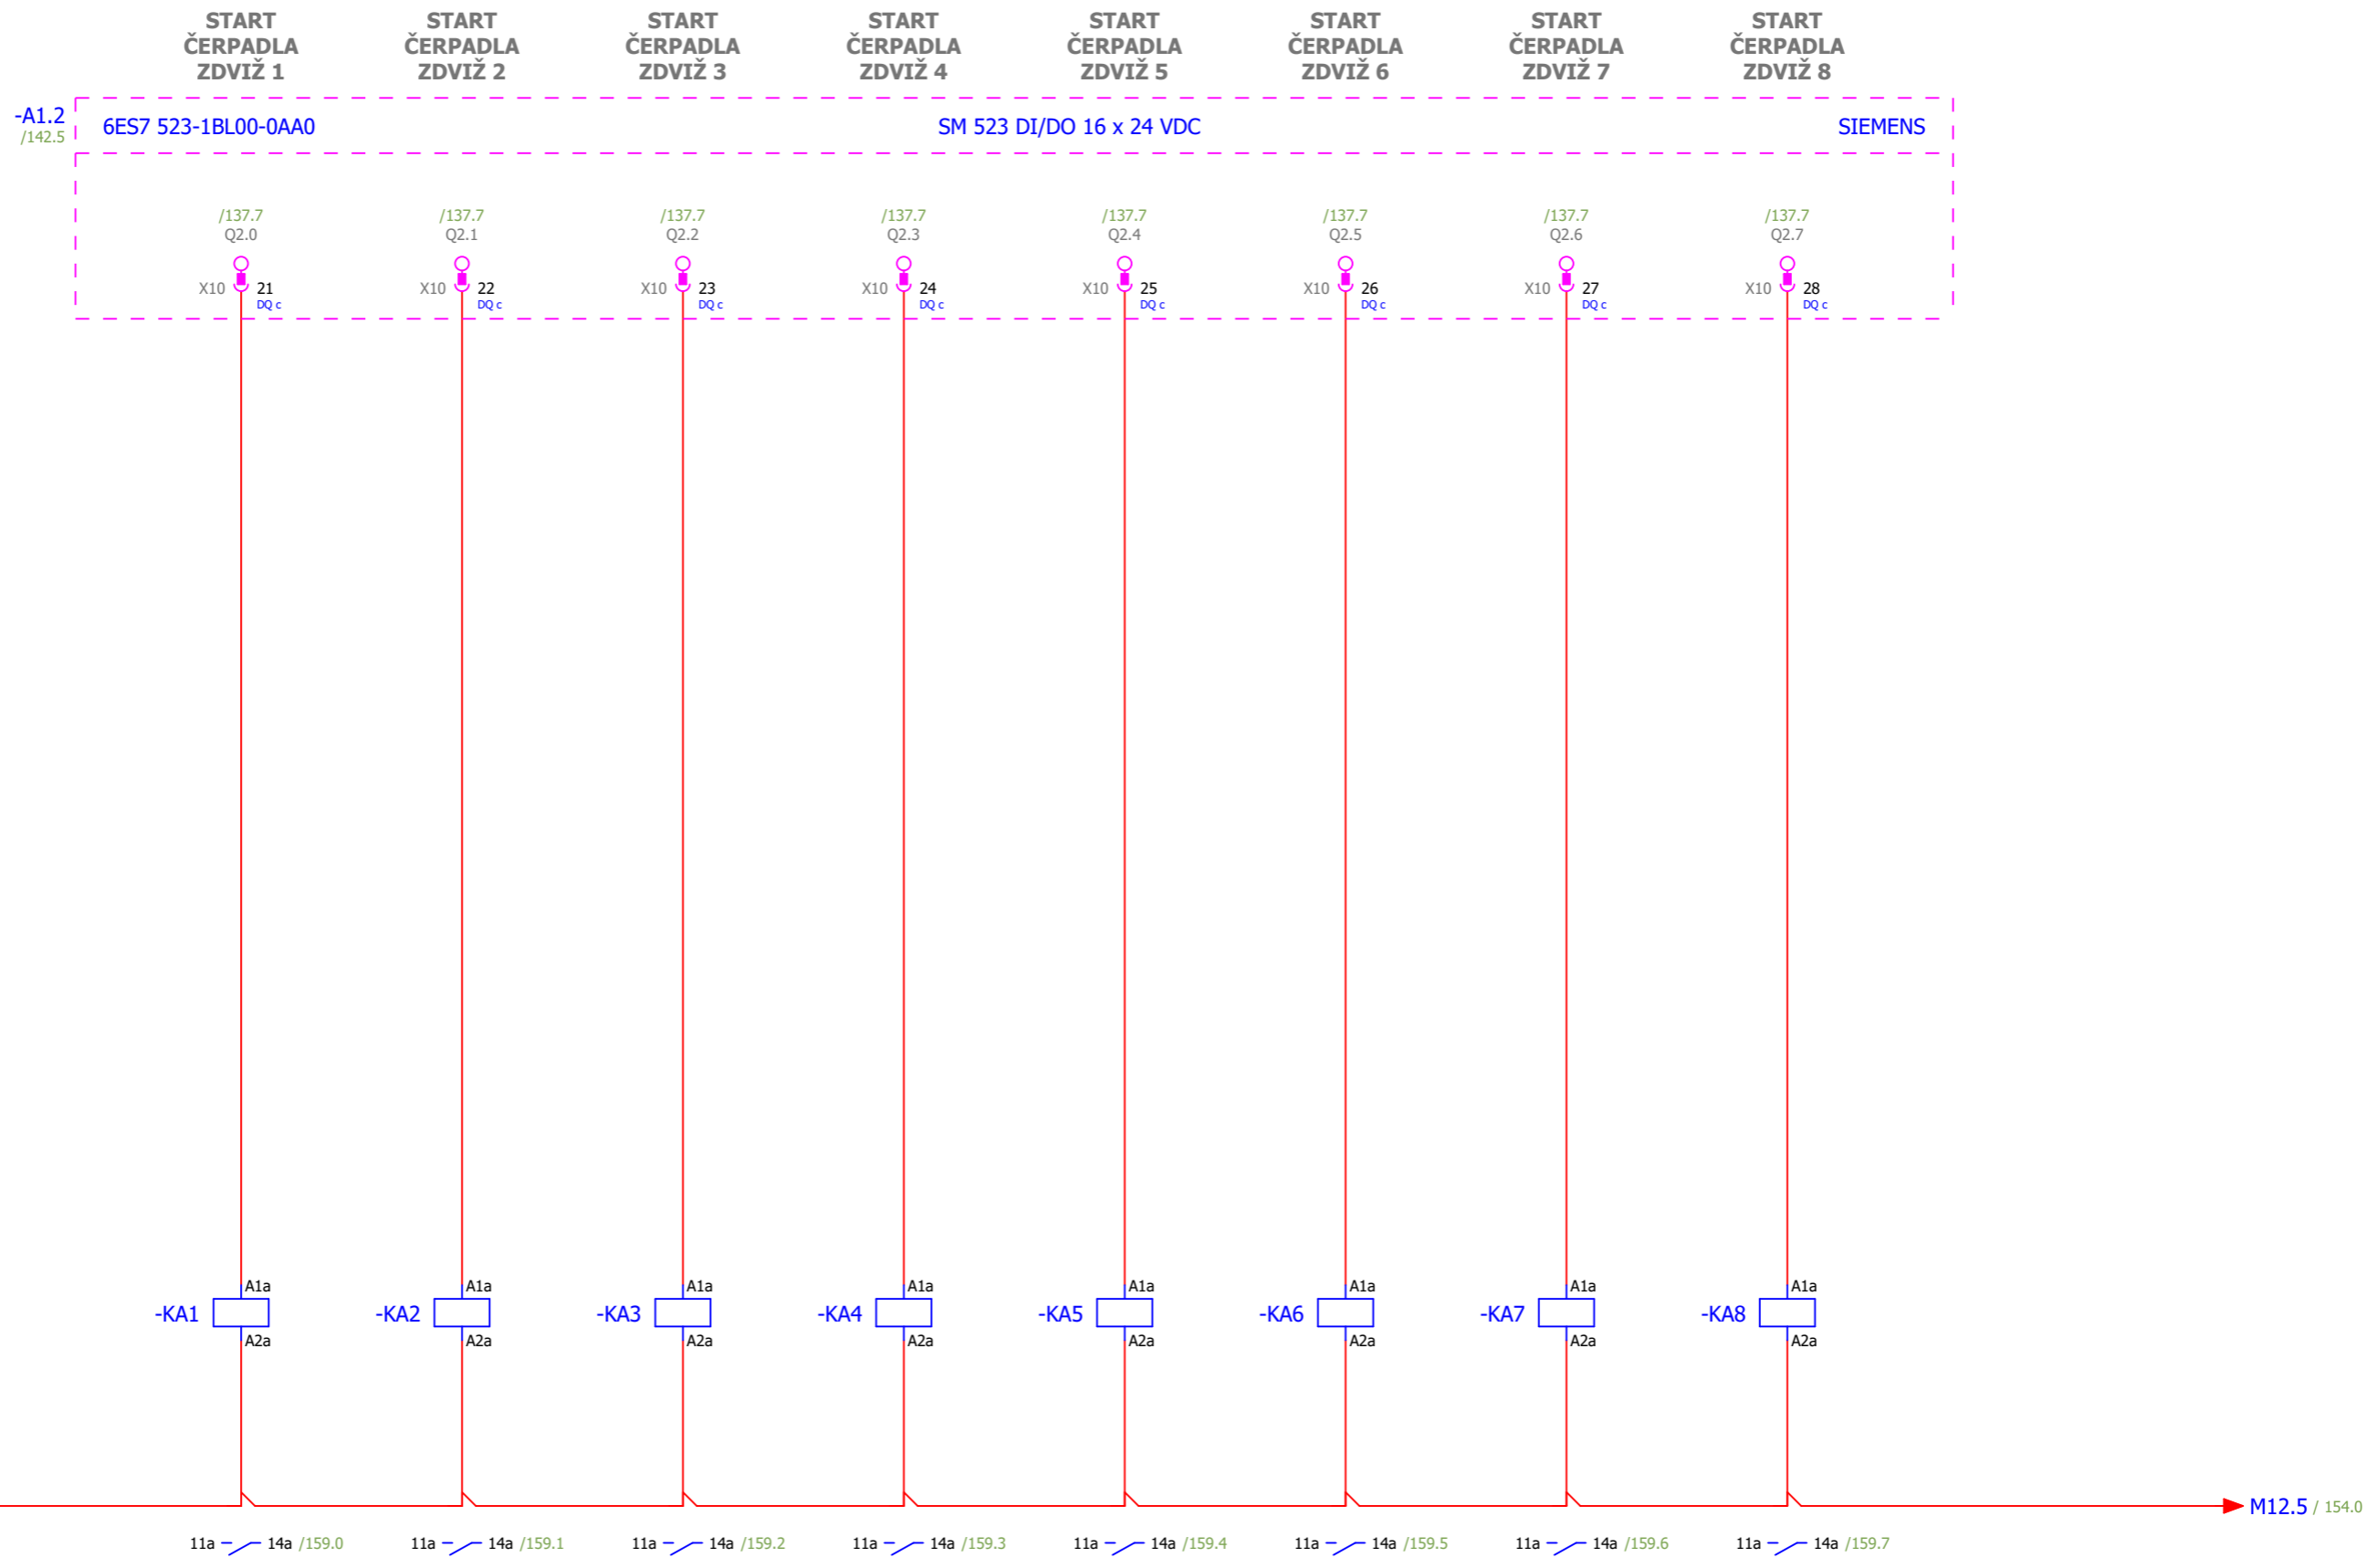 START START START START START START START START
ČERPADLA ČERPADLA ČERPADLA ČERPADLA ČERPADLA ČERPADLA ČERPADLA ČERPADLA
ZDVIŽ 1 ZDVIŽ 2 ZDVIŽ 3 ZDVIŽ 4 ZDVIŽ 5 ZDVIŽ 6 ZDVIŽ 7 ZDVIŽ 8
-A1.2 6ES7 523-1BL00-0AA0 SM 523 DI/DO 16 x 24 VDC SIEMENS
/142.5
/137.7 /137.7 /137.7 /137.7 /137.7 /137.7 /137.7 /137.7
Q2.0 Q2.1 Q2.2 Q2.3 Q2.4 Q2.5 Q2.6 Q2.7
X10 21 X10 22 X10 23 X10 24 X10 25 X10 26 X10 27 X10 28
DQ c DQ c DQ c DQ c DQ c DQ c DQ c DQ c
A1a A1a A1a A1a A1a A1a A1a A1a
-KA1 -KA2 -KA3 -KA4 -KA5 -KA6 -KA7 -KA8
A2a A2a A2a A2a A2a A2a A2a A2a
M12.5 / 154.0
11a 14a /159.0 11a 14a /159.1 11a 14a /159.2 11a 14a /159.3 11a 14a /159.4 11a 14a /159.5 11a 14a /159.6 11a 14a /159.7